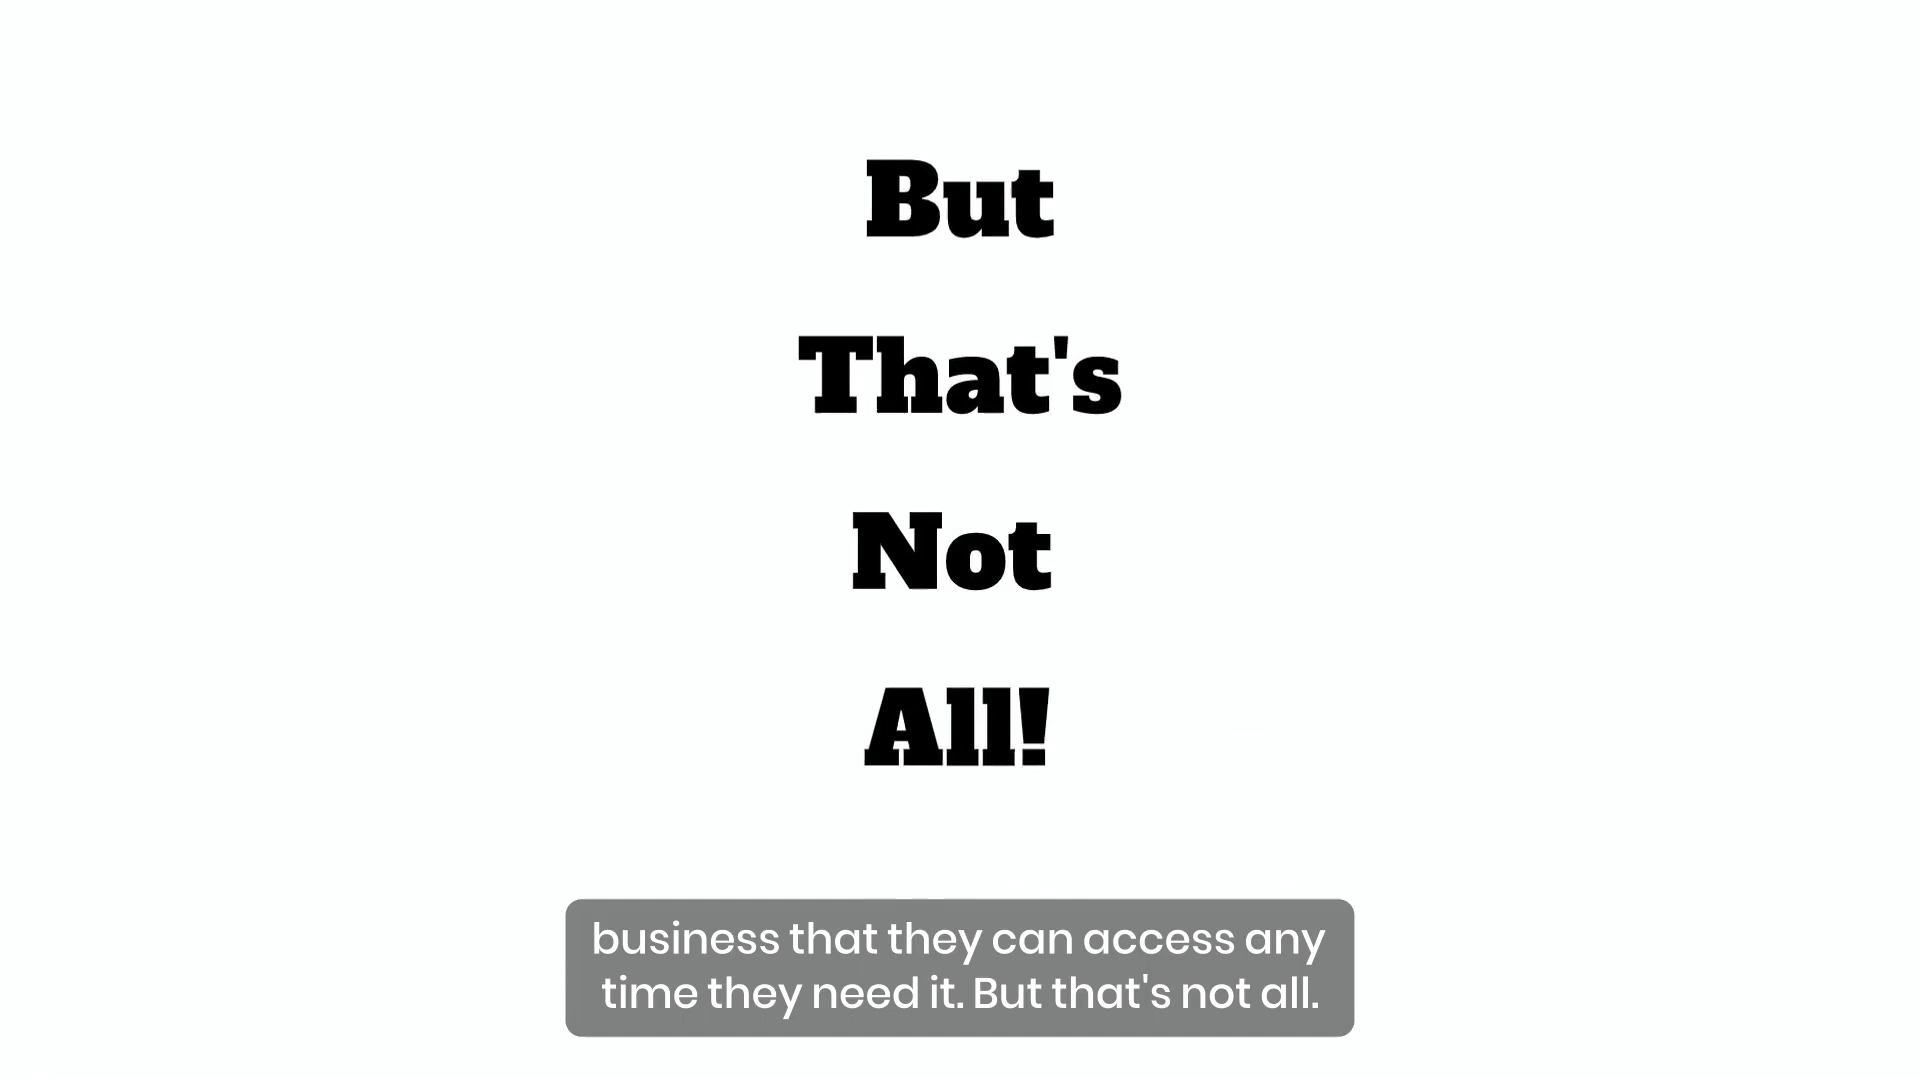 But
That's
Not
All!
business that they can access any
time they need it. But that's not all.